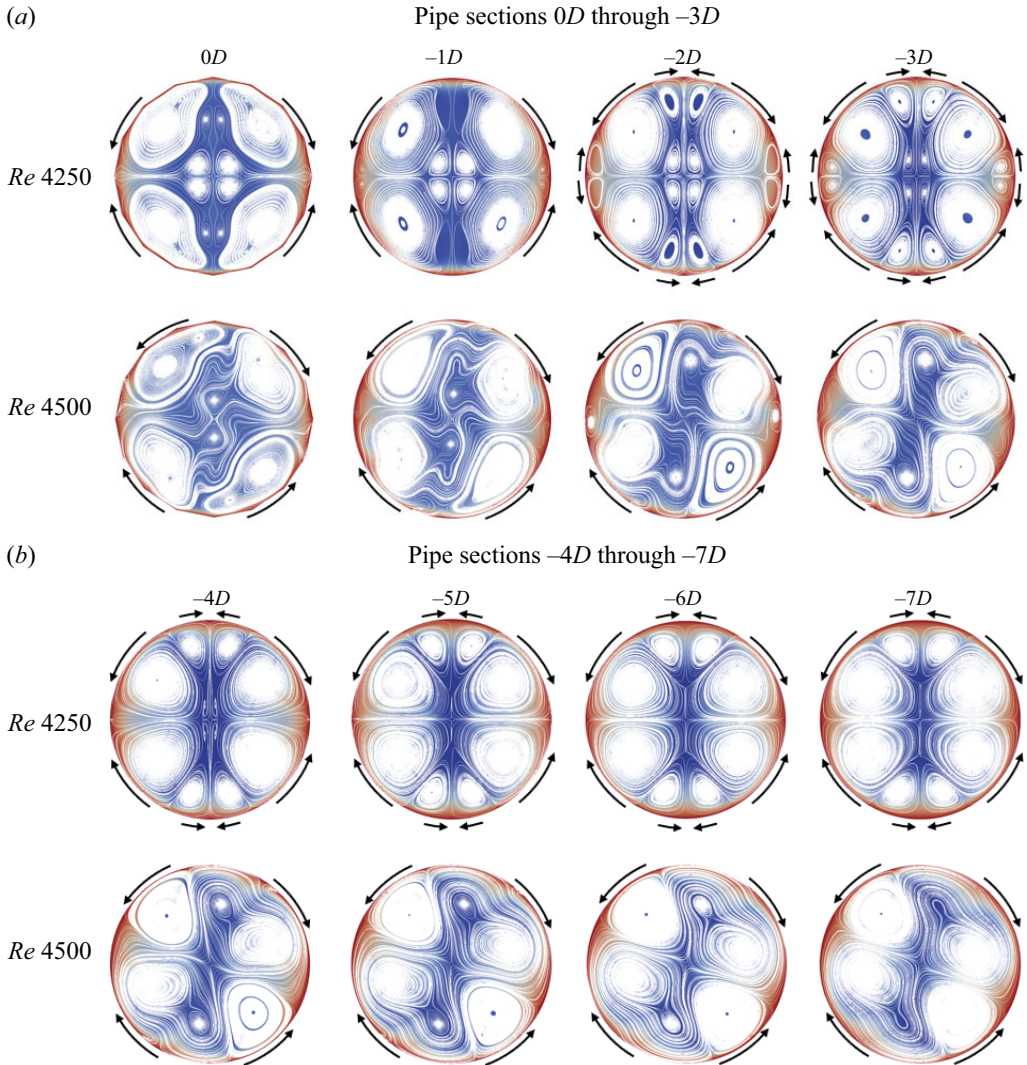 (a) Pipe sections 0D through –3D
0D –1D –2D –3D
Re 4250
Re 4500
(b) Pipe sections –4D through –7D
–4D –5D –6D –7D
Re 4250
Re 4500